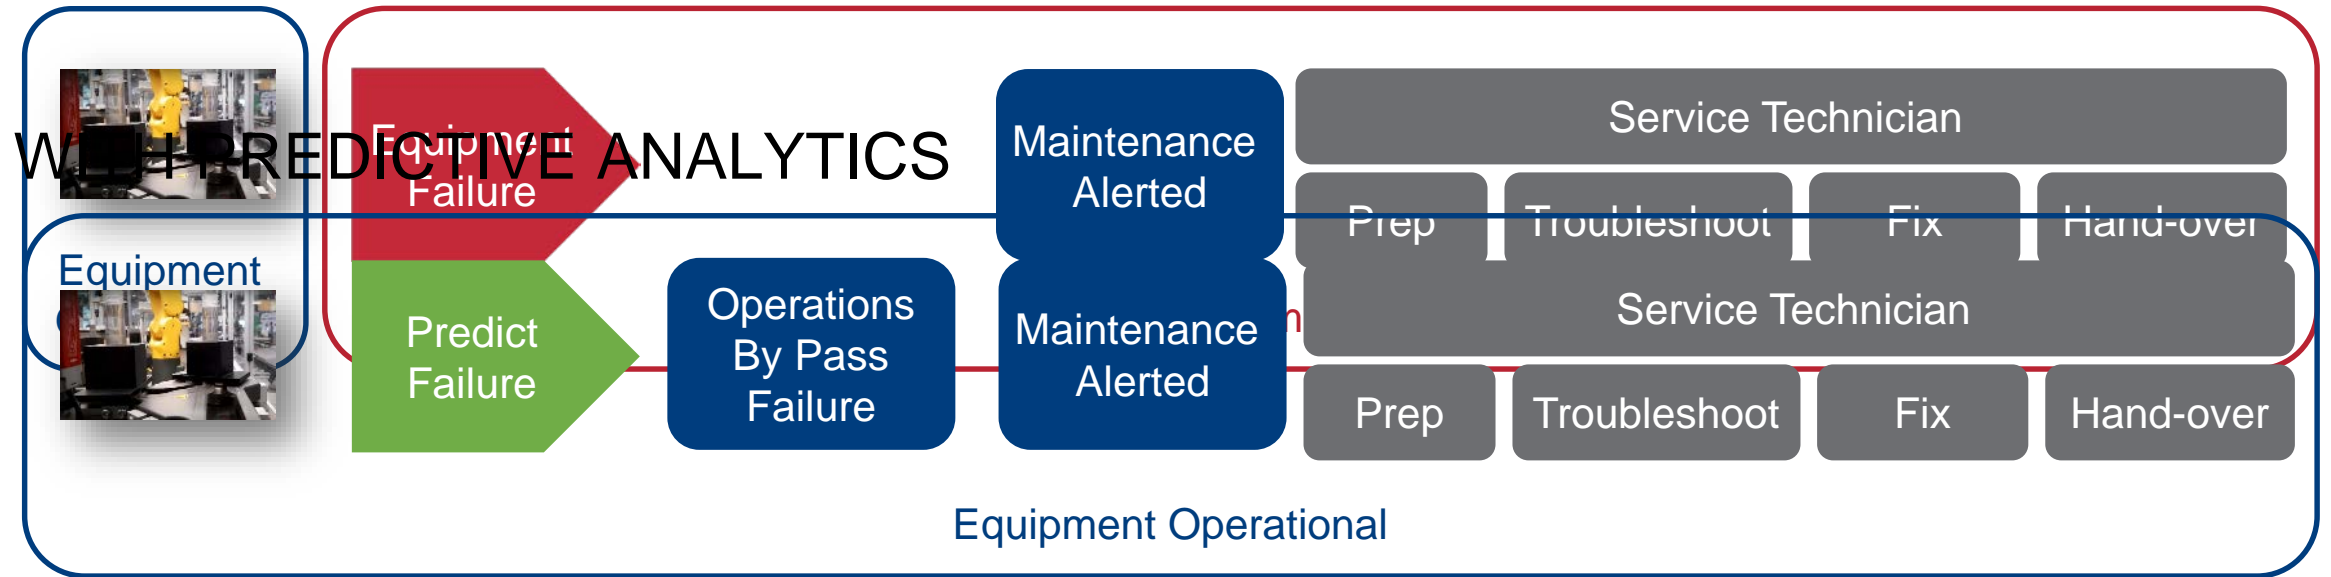 Equipment
Failure
WITH PREDICTIVE ANALYTICS
Maintenance
Alerted
Service Technician
Prep
Troubleshoot
Fix
Hand-over
Equipment
Predict
Failure
Operations
By Pass
Failure
Maintenance
Alerted
Service Technician
Prep
Troubleshoot
Fix
Hand-over
Equipment Operational